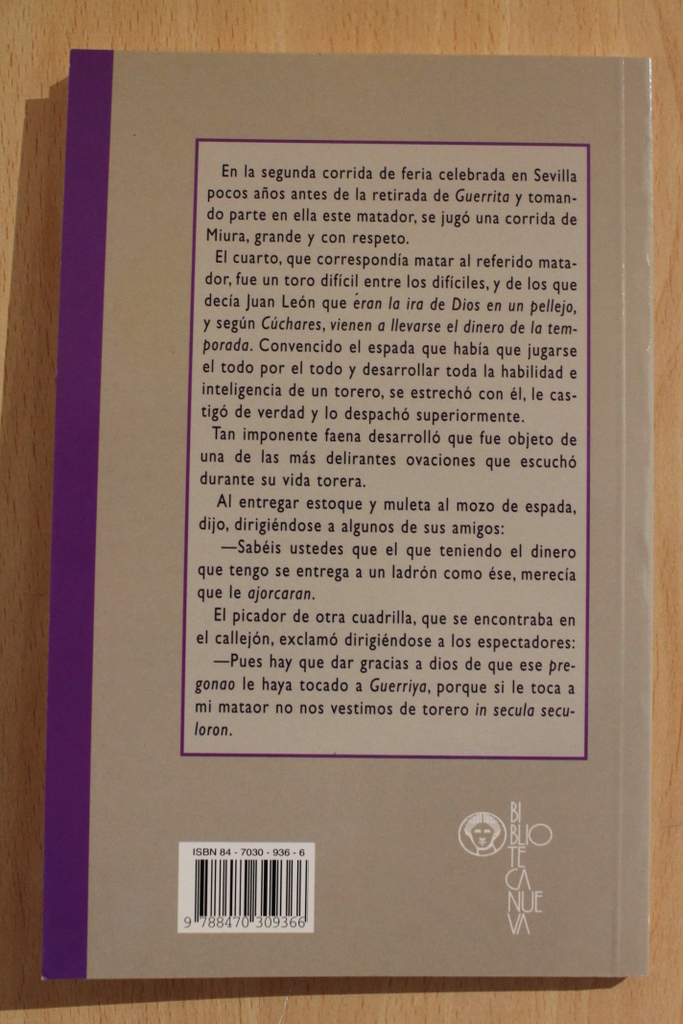 En la segunda corrida de feria celebrada en Sevilla
pocos años antes de la retirada de Guerrita y toman-
do parte en ella este matador, se jugó una corrida de
Miura, grande y con respeto.
El cuarto, que correspondía matar al referido mata-
dor, fue un toro difícil entre los difíciles, y de los que
decía Juan León que eran la ira de Dios en un pellejo,
y según Cúchares, vienen a llevarse el dinero de la tem-
porada. Convencido el espada que había que jugarse
el todo por el todo y desarrollar toda la habilidad e
inteligencia de un torero, se estrechó con él, le cas-
tigó de verdad y lo despachó superiormente.
Tan imponente faena desarrolló que fue objeto de
una de las más delirantes ovaciones que escuchó
durante su vida torera.
Al entregar estoque y muleta al mozo de espada,
dijo, dirigiéndose a algunos de sus amigos:
—Sabéis ustedes que el que teniendo el dinero
que tengo se entrega a un ladrón como ése, merecía
que le ajorcaran.
El picador de otra cuadrilla, que se encontraba en
el callejón, exclamó dirigiéndose a los espectadores:
—Pues hay que dar gracias a dios de que ese pre-
gonao le haya tocado a Guerriya, porque si le toca a
mi mataor no nos vestimos de torero in secula secu-
loron.
ISBN 84 - 7030 - 936 - 6
9 788470 309366
BI
BLIO
TE
CA
NUE
VA